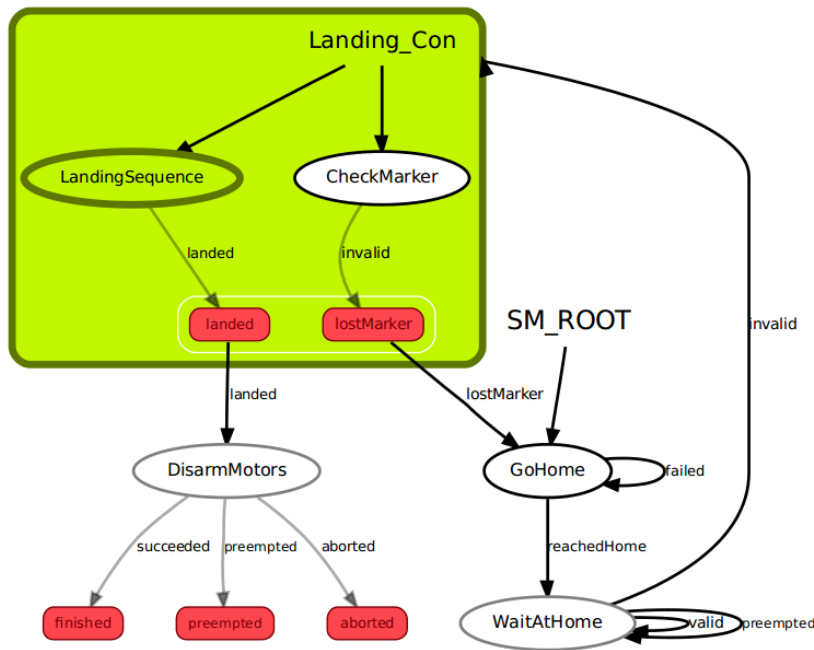 Landing_Con
LandingSequence
CheckMarker
landed
invalid
landed
lostMarker
SM_ROOT
invalid
landed
lostMarker
DisarmMotors
GoHome
failed
succeeded
preempted
aborted
reachedHome
finished
preempted
aborted
WaitAtHome
valid
preempted